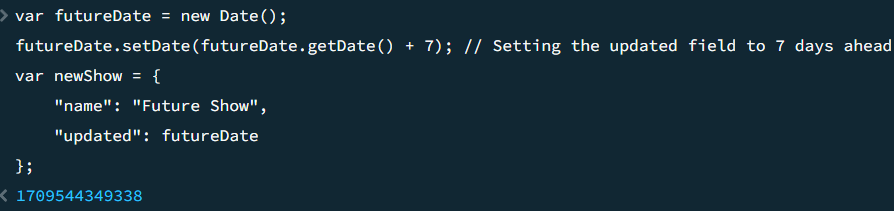 var futureDate = new Date();
futureDate.setDate(futureDate.getDate() + 7); // Setting the updated field to 7 days ahead
var newShow = {
    "name": "Future Show",
    "updated": futureDate
};
1709544349338